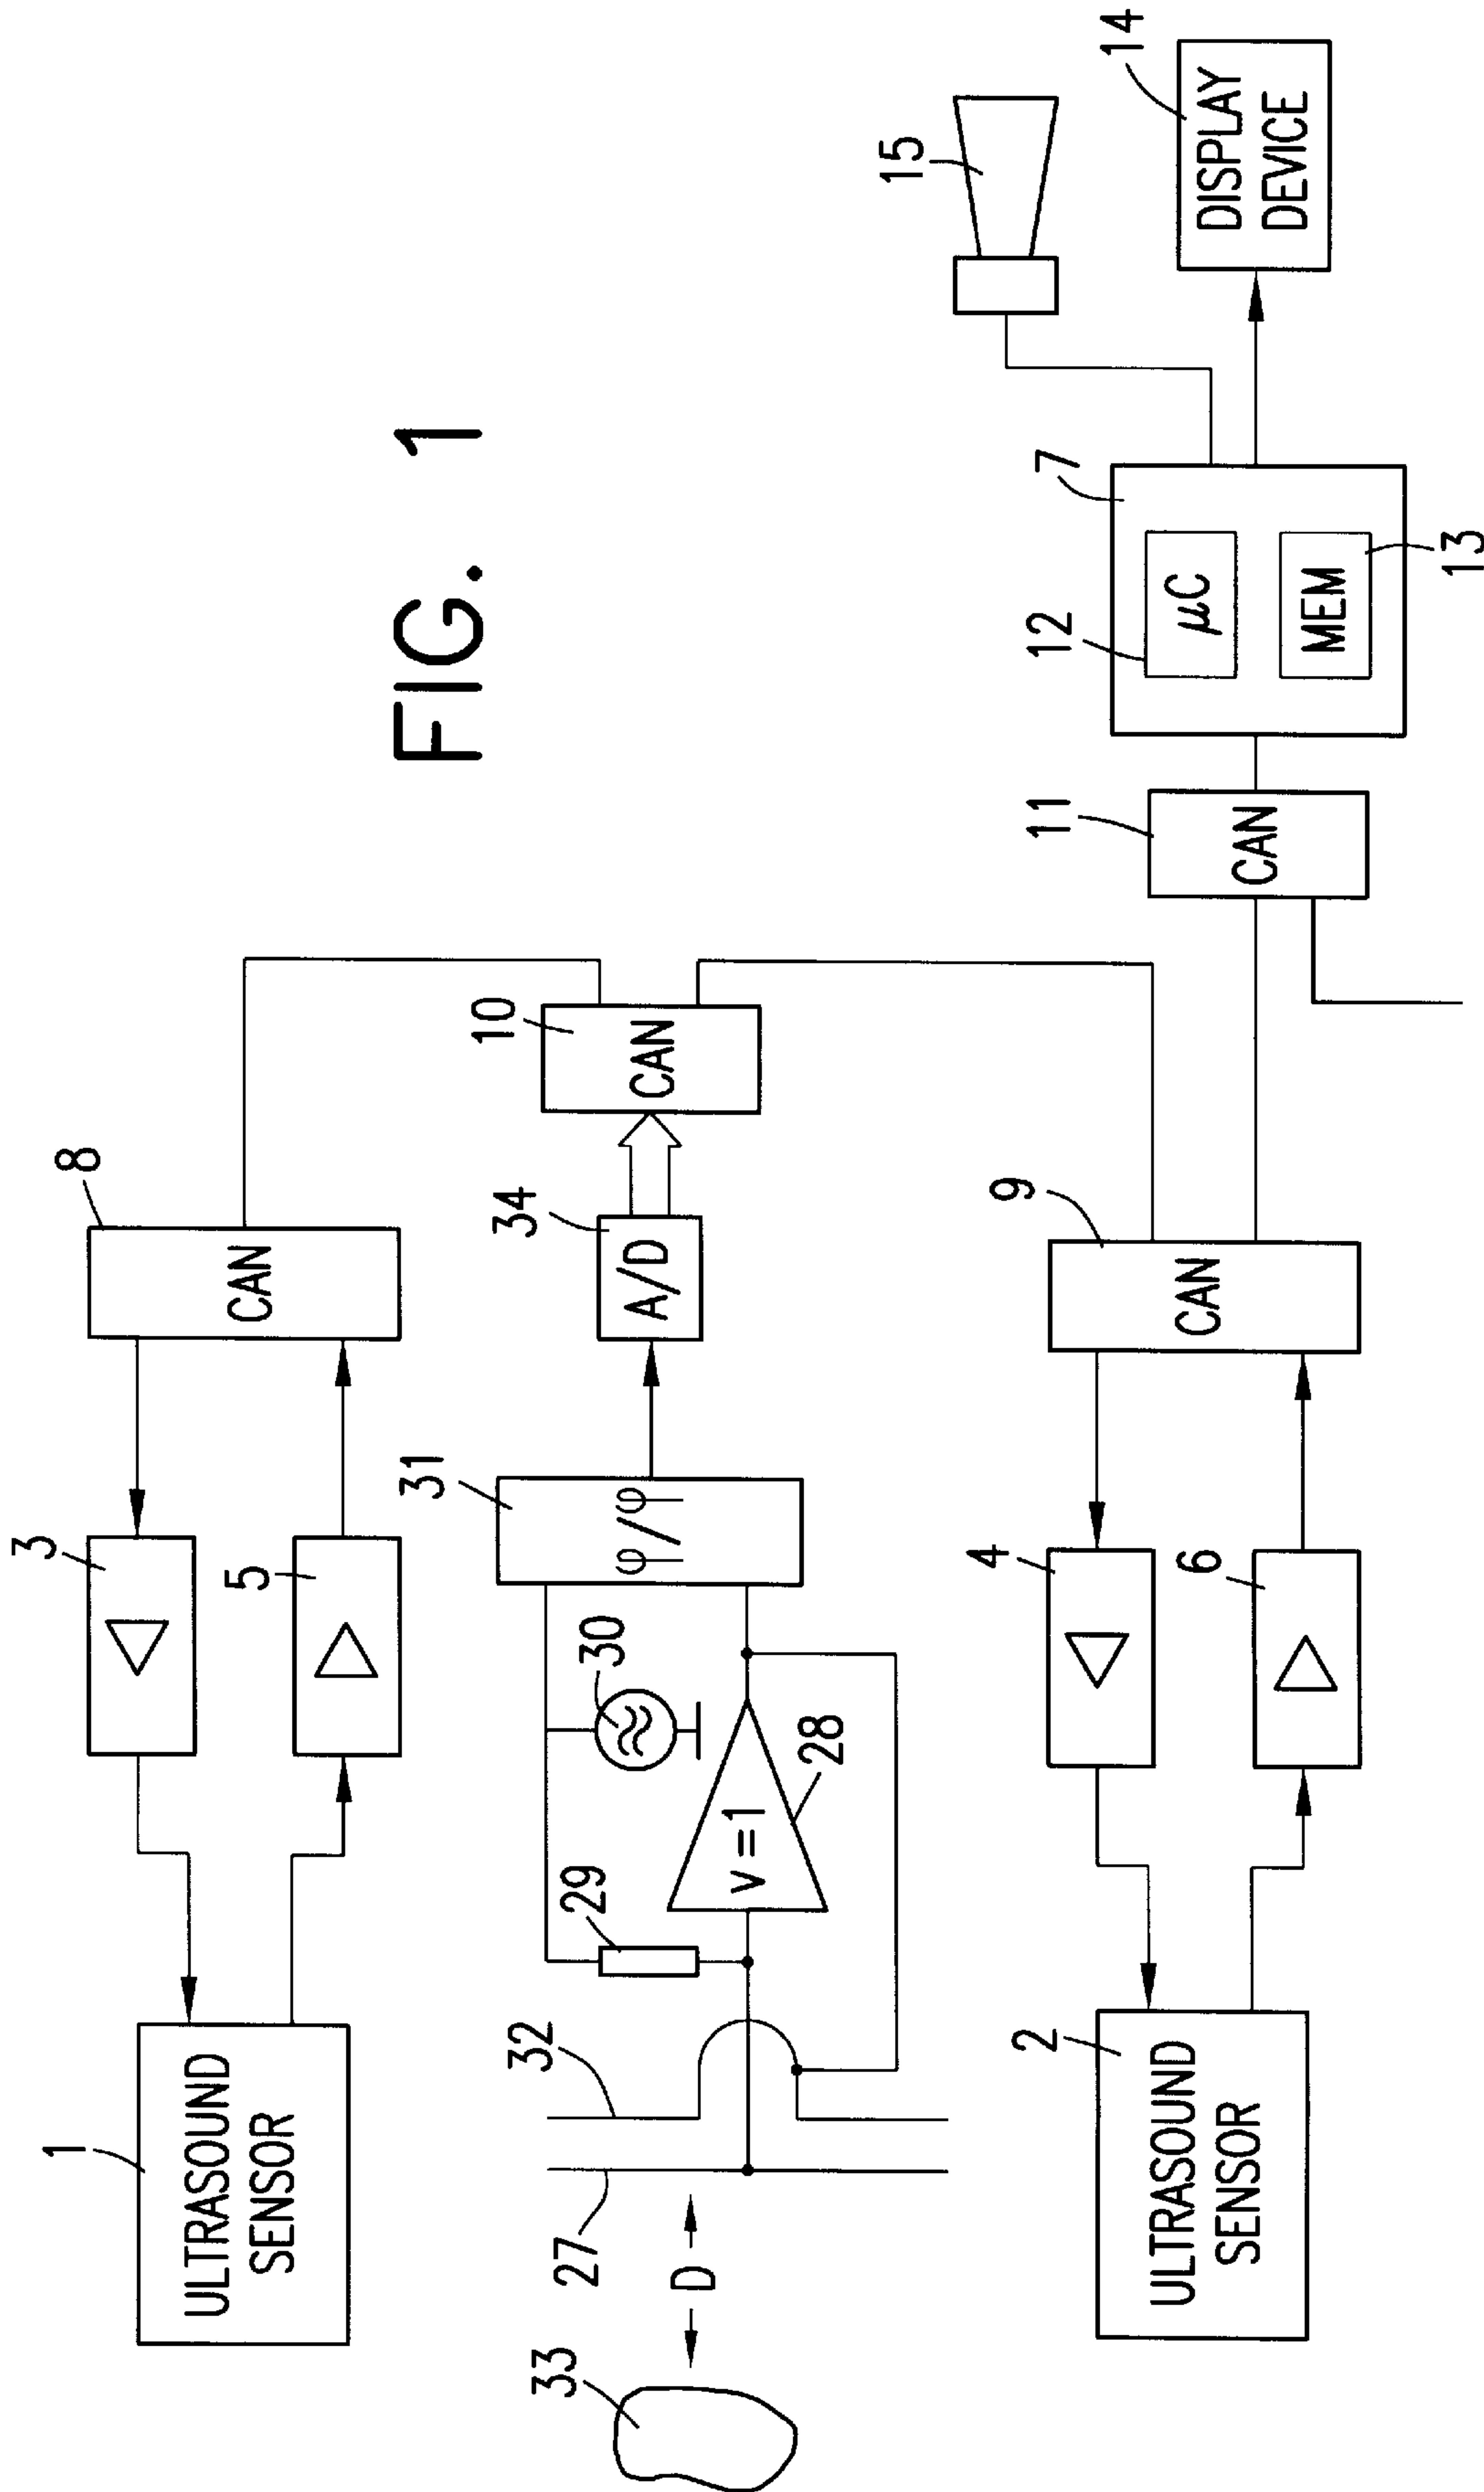 FIG. 1
1
ULTRASOUND
SENSOR
3
5
8
CAN
33
D
27
32
29
30
v=1
28
31
φ/φ
34
A/D
10
CAN
2
ULTRASOUND
SENSOR
4
6
9
CAN
11
CAN
7
12
μC
MEM
13
15
14
DISPLAY
DEVICE